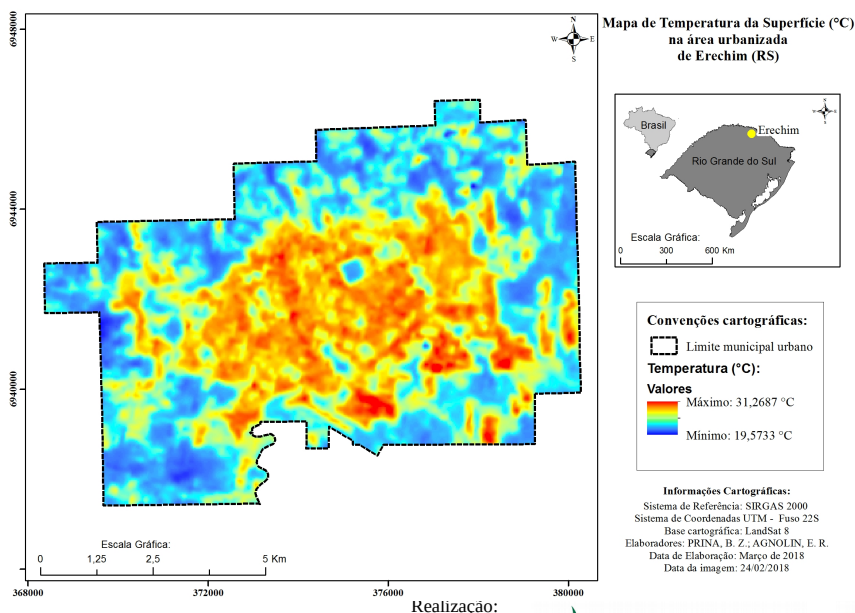 Mapa de Temperatura da Superfície (°C)
na área urbanizada
de Erechim (RS)
N
W
E
S
Brasil
Erechim
Rio Grande do Sul
Escala Gráfica:
0
300
600 Km
Convenções cartográficas:
Limite municipal urbano
Temperatura (°C):
Valores
Máximo: 31,2687 °C
Mínimo: 19,5733 °C
Informações Cartográficas:
Sistema de Referência: SIRGAS 2000
Sistema de Coordenadas UTM - Fuso 22S
Base cartográfica: LandSat 8
Elaboradores: PRINA, B. Z.; AGNOLIN, E. R.
Data de Elaboração: Março de 2018
Data da imagem: 24/02/2018
6948000
6944000
6940000
Escala Gráfica:
0
1,25
2,5
5 Km
368000
372000
376000
380000
Realização: